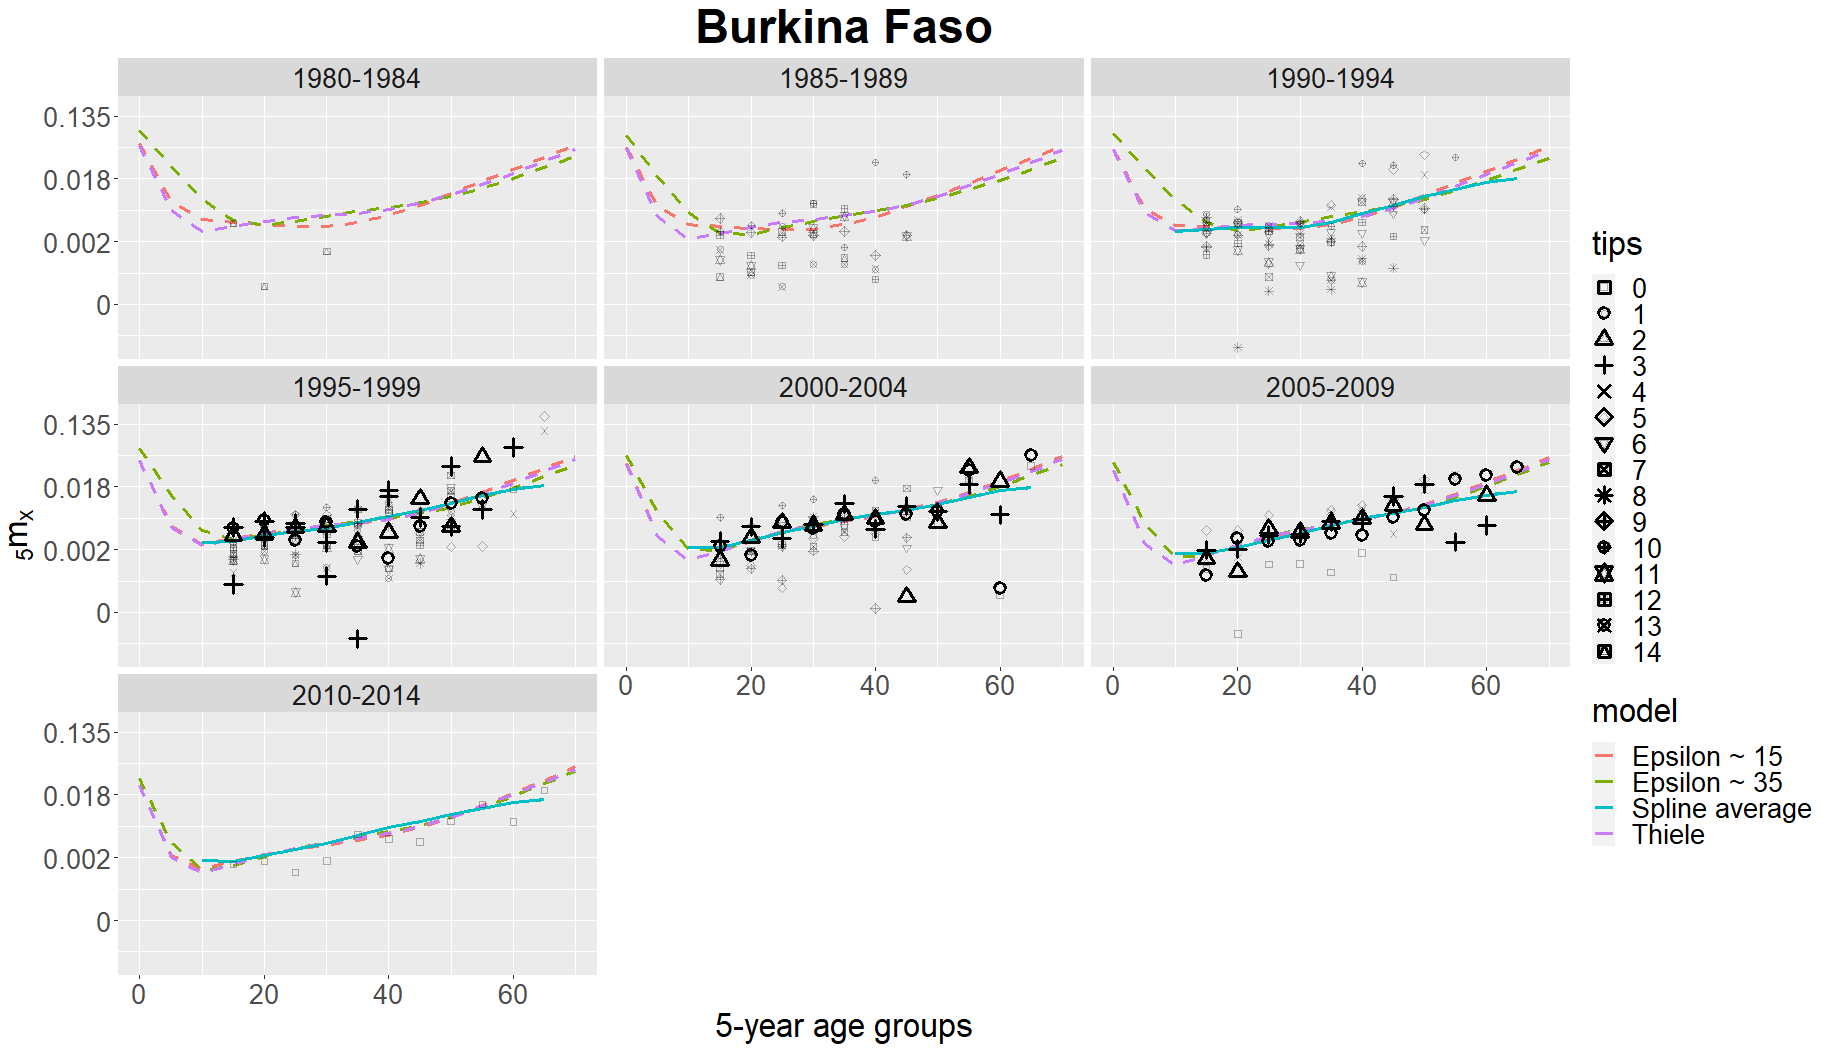 Burkina Faso
1980-1984
1985-1989
1990-1994
0.135
0.018
0.002
0
1995-1999
2000-2004
2005-2009
0.135
0.018
0.002
0
0 20 40 60
0 20 40 60
2010-2014
0.135
0.018
0.002
0
0 20 40 60
5-year age groups
5mx
tips
0
1
2
3
4
5
6
7
8
9
10
11
12
13
14
model
Epsilon ~ 15
Epsilon ~ 35
Spline average
Thiele